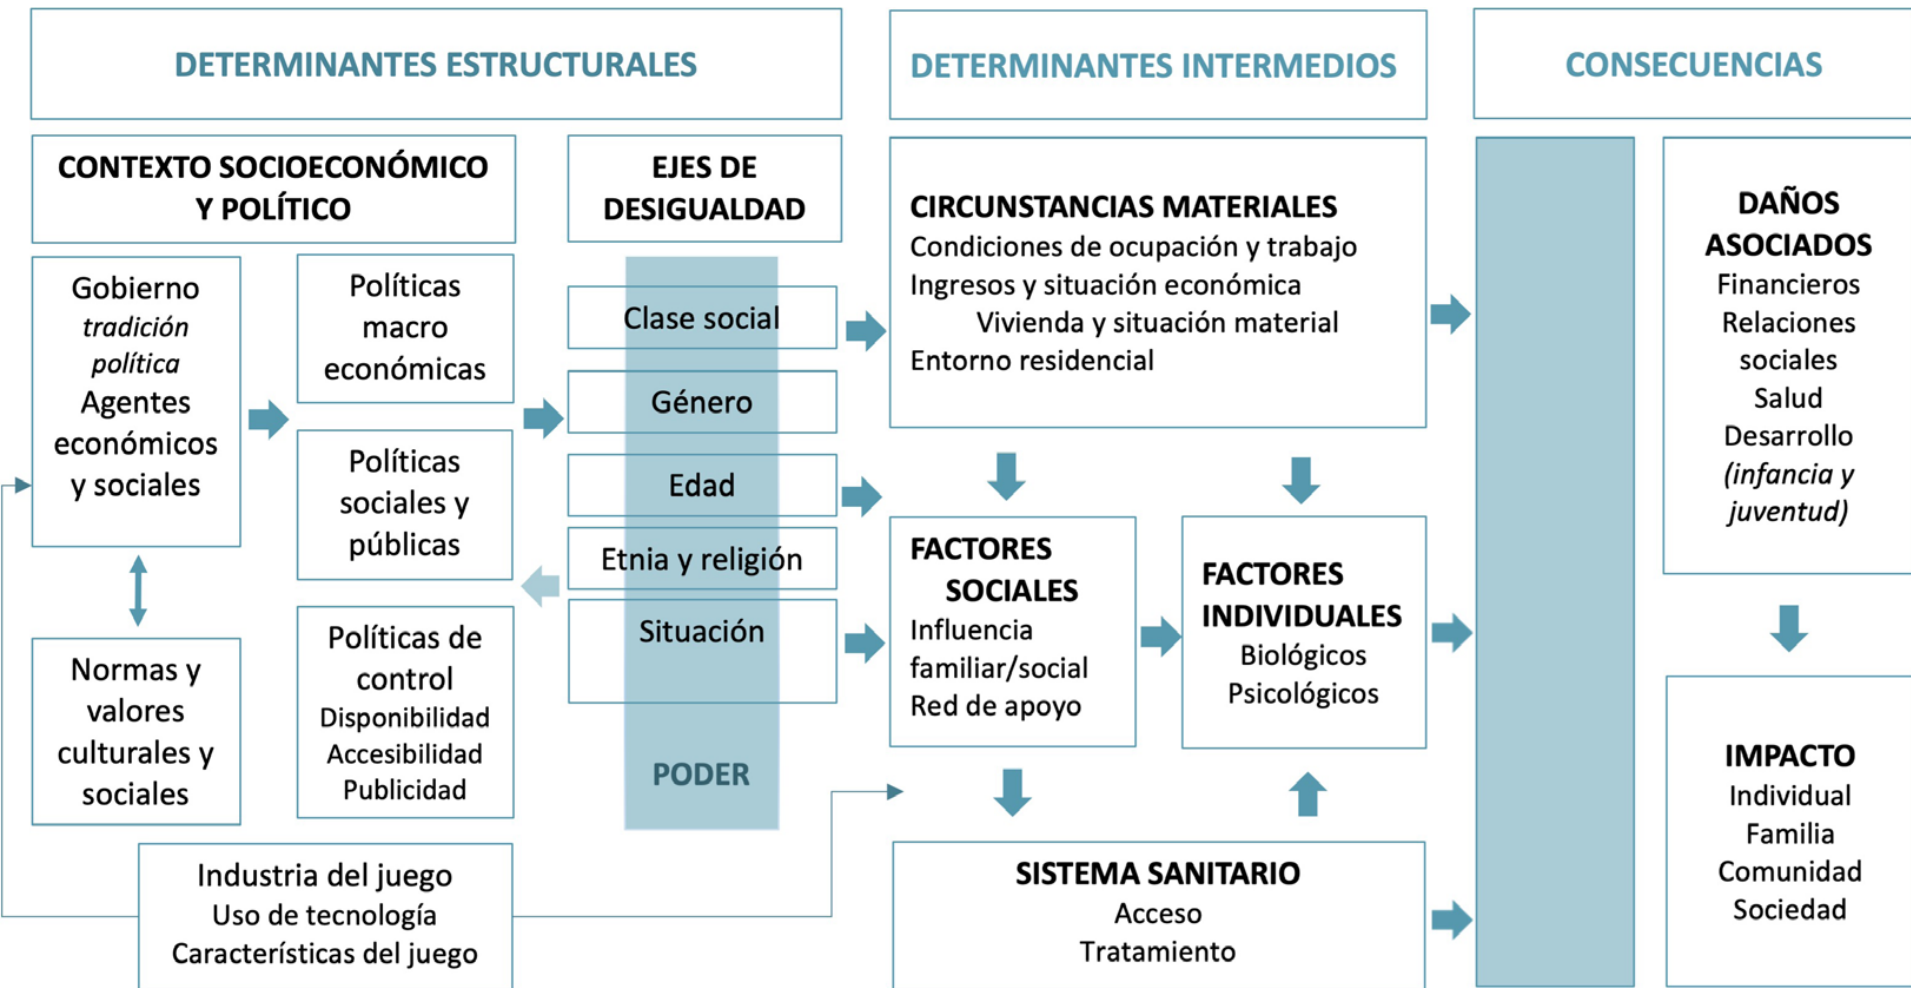 DETERMINANTES ESTRUCTURALES
DETERMINANTES INTERMEDIOS
CONSECUENCIAS
CONTEXTO SOCIOECONÓMICO
Y POLÍTICO
EJES DE
DESIGUALDAD
Gobierno
tradición
política
Agentes
económicos
y sociales
Normas y
valores
culturales y
sociales
Políticas
macro
económicas
Políticas
sociales y
públicas
Políticas de
control
Disponibilidad
Accesibilidad
Publicidad
Industria del juego
Uso de tecnología
Características del juego
Clase social
Género
Edad
Etnia y religión
Situación
PODER
CIRCUNSTANCIAS MATERIALES
Condiciones de ocupación y trabajo
Ingresos y situación económica
Vivienda y situación material
Entorno residencial
FACTORES
SOCIALES
Influencia
familiar/social
Red de apoyo
FACTORES
INDIVIDUALES
Biológicos
Psicológicos
SISTEMA SANITARIO
Acceso
Tratamiento
DAÑOS
ASOCIADOS
Financieros
Relaciones
sociales
Salud
Desarrollo
(infancia y
juventud)
IMPACTO
Individual
Familia
Comunidad
Sociedad